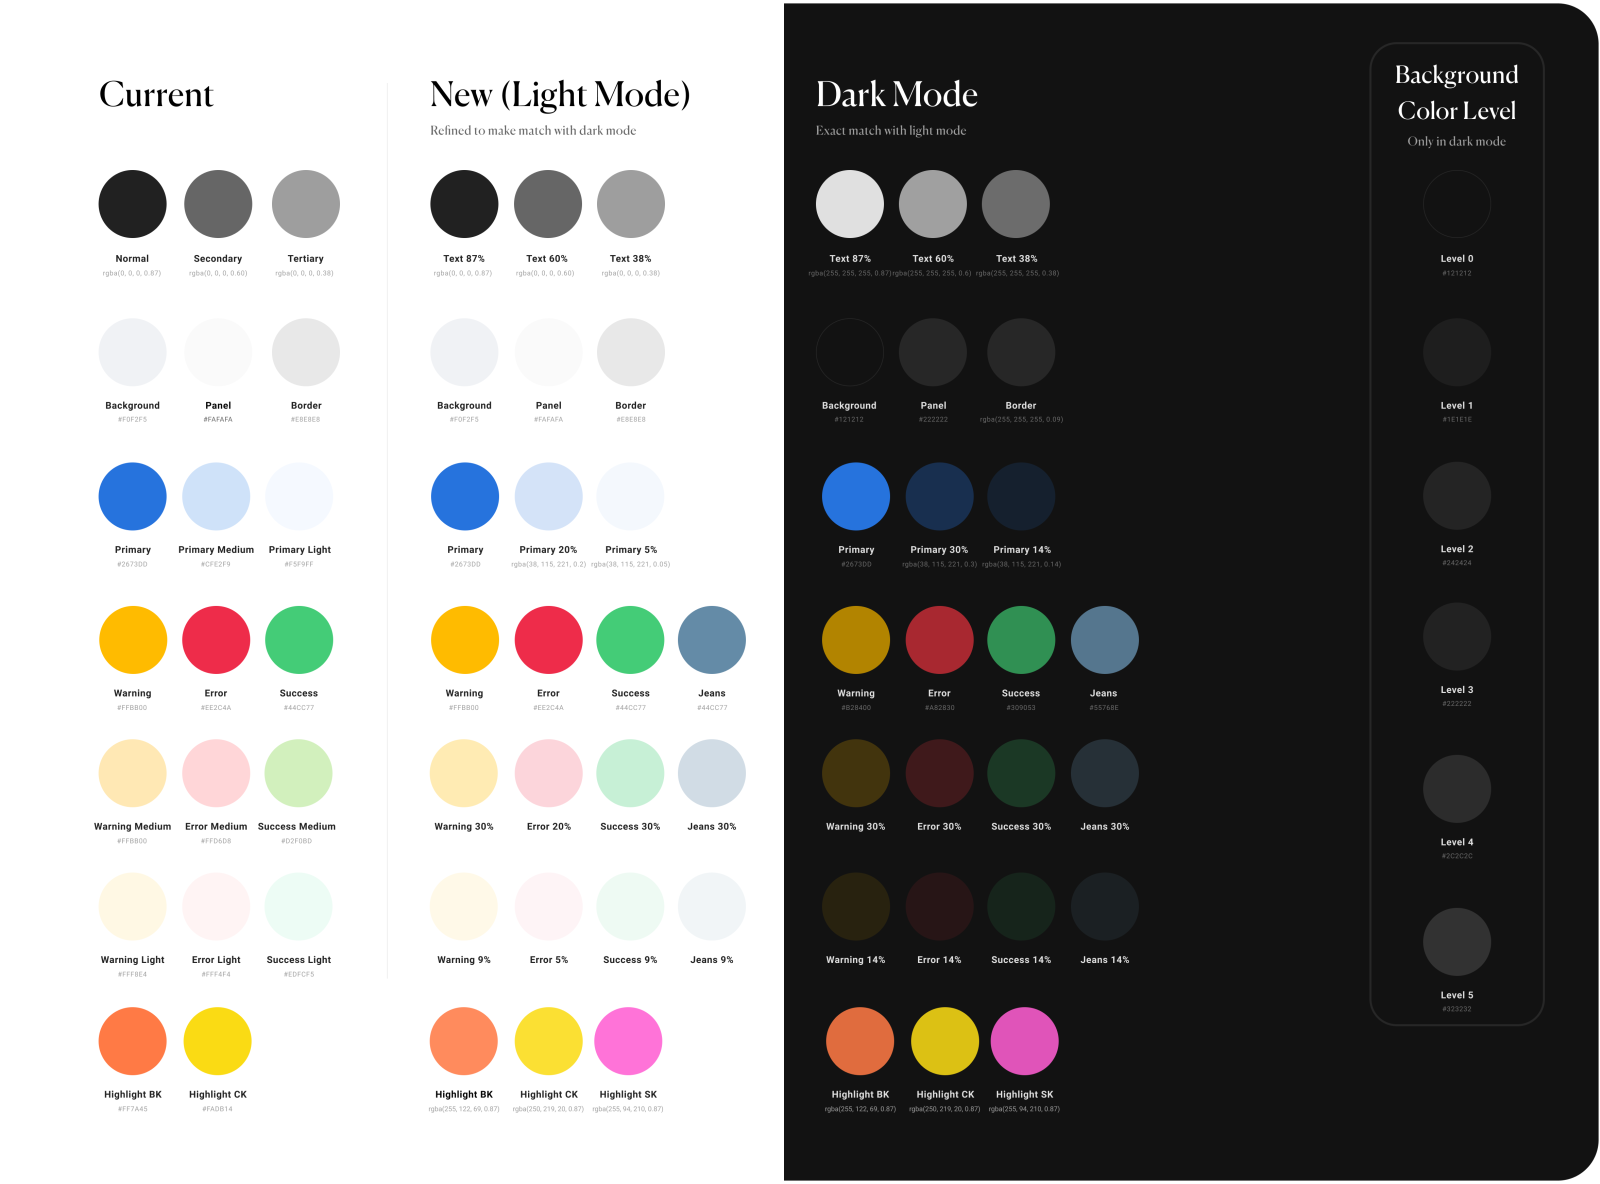 Current
Normal
rgba(0, 0, 0, 0.87)
Secondary
rgba(0, 0, 0, 0.60)
Tertiary
rgba(0, 0, 0, 0.38)
Background
#F0F2F5
Panel
#FAFAFA
Border
#E8E8E8
Primary
#2673DD
Primary Medium
#CFE2F9
Primary Light
#F5F9FF
Warning
#FFBB00
Error
#EE2C4A
Success
#44CC77
Warning Medium
#FFBB00
Error Medium
#FFD6D8
Success Medium
#D2F0BD
Warning Light
#FFF8E4
Error Light
#FFF4F4
Success Light
#EDFCF5
Highlight BK
#FF7A45
Highlight CK
#FADB14
New (Light Mode)
Refined to make match with dark mode
Text 87%
rgba(0, 0, 0, 0.87)
Text 60%
rgba(0, 0, 0, 0.60)
Text 38%
rgba(0, 0, 0, 0.38)
Background
#F0F2F5
Panel
#FAFAFA
Border
#E8E8E8
Primary
#2673DD
Primary 20%
rgba(38, 115, 221, 0.2)
Primary 5%
rgba(38, 115, 221, 0.05)
Warning
#FFBB00
Error
#EE2C4A
Success
#44CC77
Jeans
#44CC77
Warning 30%
Error 20%
Success 30%
Jeans 30%
Warning 9%
Error 5%
Success 9%
Jeans 9%
Highlight BK
rgba(255, 122, 69, 0.87)
Highlight CK
rgba(250, 219, 20, 0.87)
Highlight SK
rgba(255, 94, 210, 0.87)
Dark Mode
Exact match with light mode
Text 87%
rgba(255, 255, 255, 0.87)
Text 60%
rgba(255, 255, 255, 0.6)
Text 38%
rgba(255, 255, 255, 0.38)
Background
#121212
Panel
#222222
Border
rgba(255, 255, 255, 0.09)
Primary
#2673DD
Primary 30%
rgba(38, 115, 221, 0.3)
Primary 14%
rgba(38, 115, 221, 0.14)
Warning
#B28400
Error
#A82830
Success
#309053
Jeans
#55768E
Warning 30%
Error 30%
Success 30%
Jeans 30%
Warning 14%
Error 14%
Success 14%
Jeans 14%
Highlight BK
rgba(255, 122, 69, 0.87)
Highlight CK
rgba(250, 219, 20, 0.87)
Highlight SK
rgba(255, 94, 210, 0.87)
Background
Color Level
Only in dark mode
Level 0
#121212
Level 1
#1E1E1E
Level 2
#242424
Level 3
#222222
Level 4
#2C2C2C
Level 5
#323232